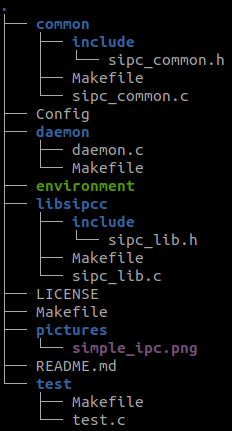 .
├── common
│   ├── include
│   │   └── sipc_common.h
│   ├── Makefile
│   └── sipc_common.c
├── Config
├── daemon
│   ├── daemon.c
│   └── Makefile
├── environment
├── libsipcc
│   ├── include
│   │   └── sipc_lib.h
│   ├── Makefile
│   └── sipc_lib.c
├── LICENSE
├── Makefile
├── pictures
│   └── simple_ipc.png
├── README.md
└── test
    ├── Makefile
    └── test.c